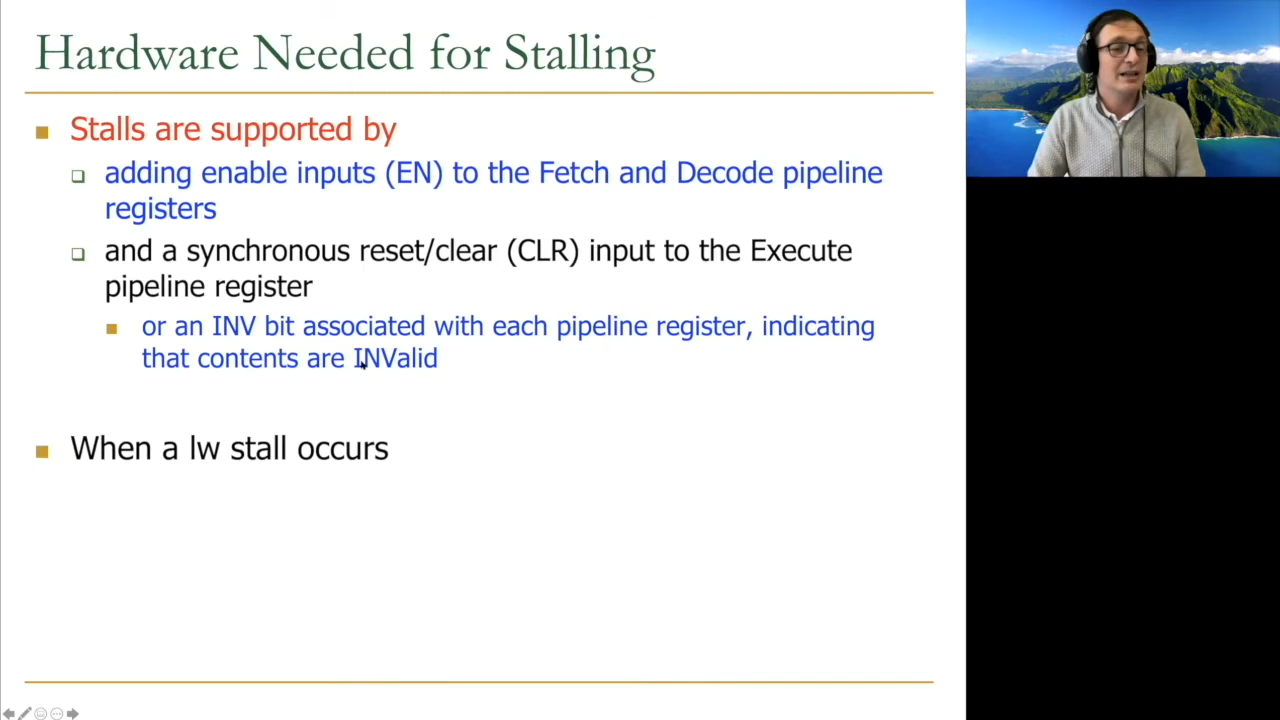 Hardware Needed for Stalling
Stalls are supported by
adding enable inputs (EN) to the Fetch and Decode pipeline
registers
and a synchronous reset/clear (CLR) input to the Execute
pipeline register
or an INV bit associated with each pipeline register, indicating
that contents are INValid
When a lw stall occurs